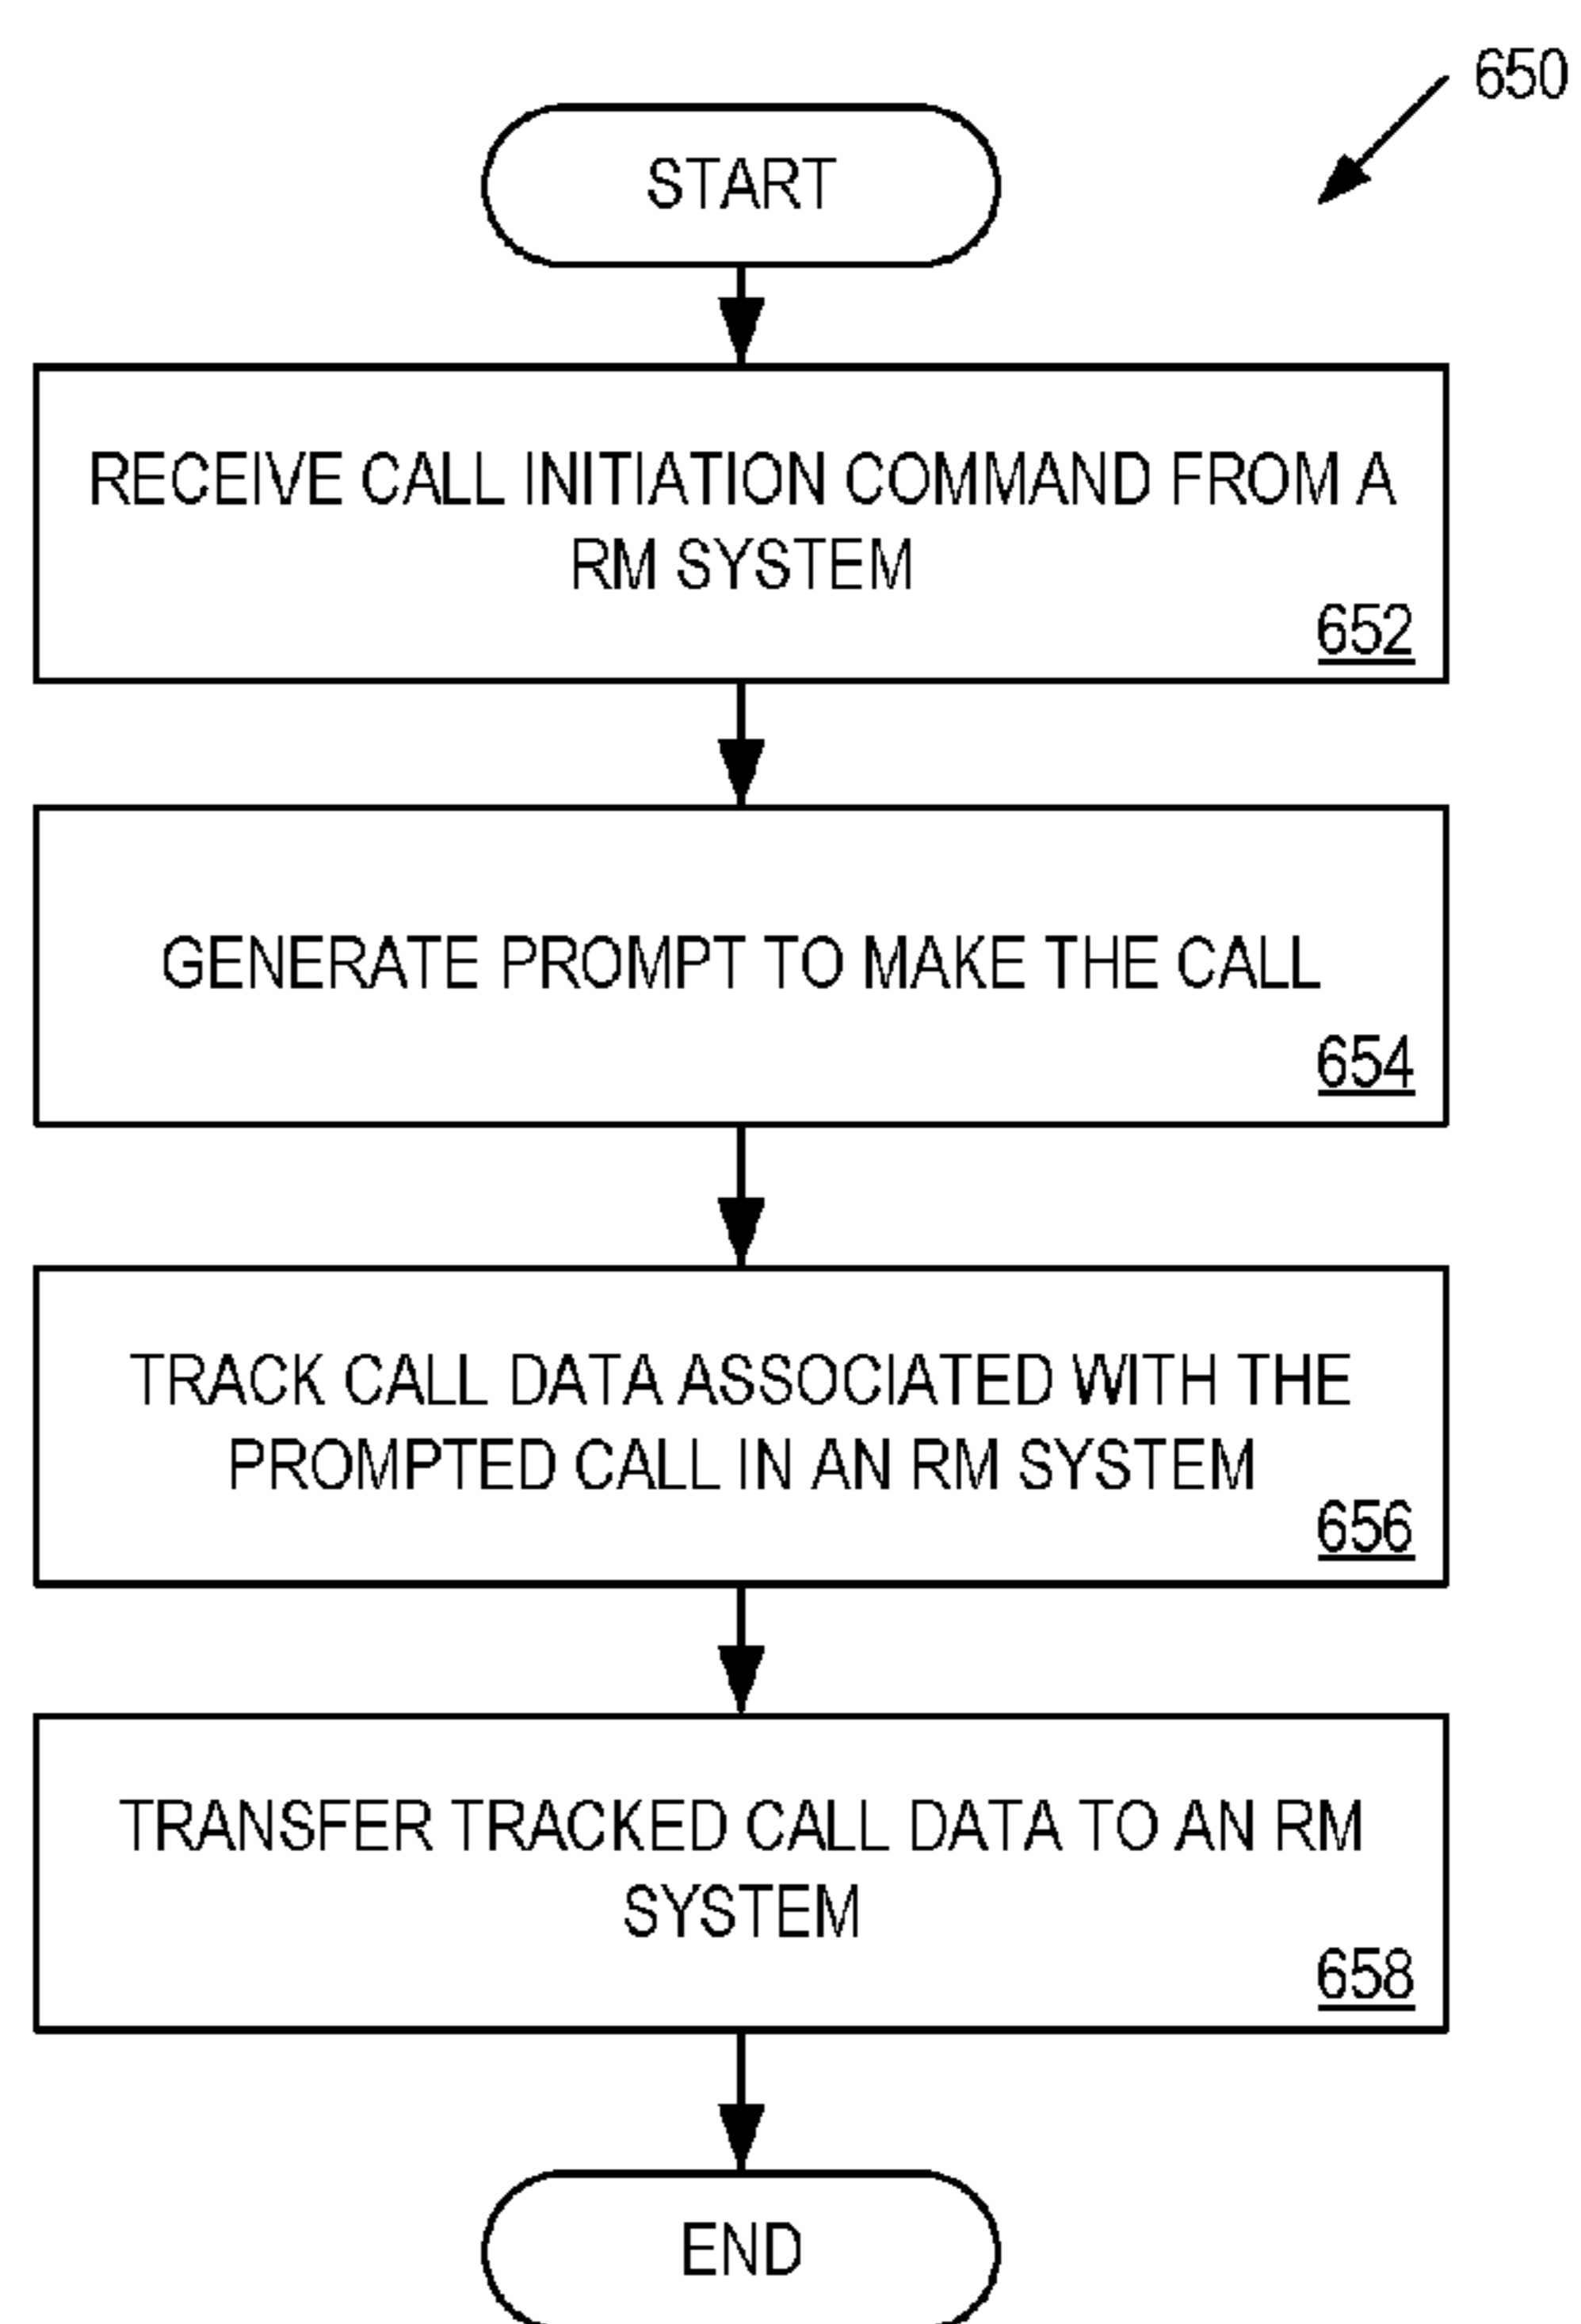 650
START
RECEIVE CALL INITIATION COMMAND FROM A
RM SYSTEM
652
GENERATE PROMPT TO MAKE THE CALL
654
TRACK CALL DATA ASSOCIATED WITH THE
PROMPTED CALL IN AN RM SYSTEM
656
TRANSFER TRACKED CALL DATA TO AN RM
SYSTEM
658
END